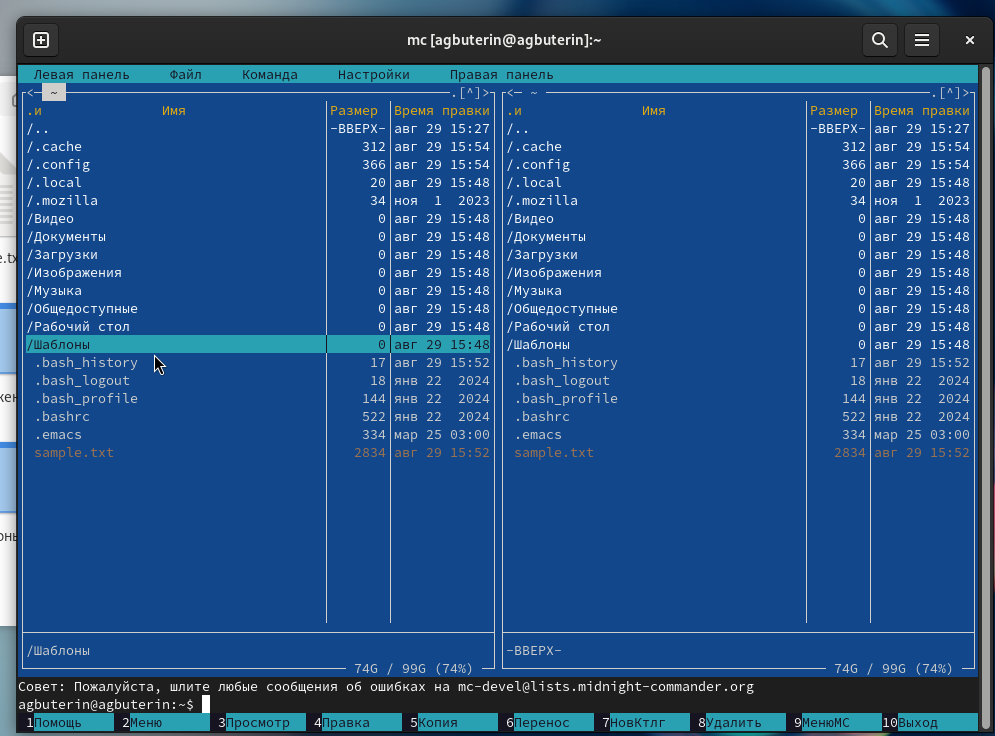 mc [agbuterin@agbuterin]:~
Левая панель Файл Команда Настройки Правая панель
<─ ~ .[^]> <─ ~ .[^]>
.и Имя Размер Время правки .и Имя Размер Время правки
/.. -ВВЕРХ- авг 29 15:27 /.. -ВВЕРХ- авг 29 15:27
/.cache 312 авг 29 15:54 /.cache 312 авг 29 15:54
/.config 366 авг 29 15:54 /.config 366 авг 29 15:54
/.local 20 авг 29 15:48 /.local 20 авг 29 15:48
/.mozilla 34 ноя 1 2023 /.mozilla 34 ноя 1 2023
/Видео 0 авг 29 15:48 /Видео 0 авг 29 15:48
/Документы 0 авг 29 15:48 /Документы 0 авг 29 15:48
/Загрузки 0 авг 29 15:48 /Загрузки 0 авг 29 15:48
/Изображения 0 авг 29 15:48 /Изображения 0 авг 29 15:48
/Музыка 0 авг 29 15:48 /Музыка 0 авг 29 15:48
/Общедоступные 0 авг 29 15:48 /Общедоступные 0 авг 29 15:48
/Рабочий стол 0 авг 29 15:48 /Рабочий стол 0 авг 29 15:48
/Шаблоны 0 авг 29 15:48 /Шаблоны 0 авг 29 15:48
.bash_history 17 авг 29 15:52 .bash_history 17 авг 29 15:52
.bash_logout 18 янв 22 2024 .bash_logout 18 янв 22 2024
.bash_profile 144 янв 22 2024 .bash_profile 144 янв 22 2024
.bashrc 522 янв 22 2024 .bashrc 522 янв 22 2024
.emacs 334 мар 25 03:00 .emacs 334 мар 25 03:00
sample.txt 2834 авг 29 15:52 sample.txt 2834 авг 29 15:52
/Шаблоны -ВВЕРХ-
74G / 99G (74%) 74G / 99G (74%)
Совет: Пожалуйста, шлите любые сообщения об ошибках на mc-devel@lists.midnight-commander.org
agbuterin@agbuterin:~$
1Помощь 2Меню 3Просмотр 4Правка 5Копия 6Перенос 7НовКтлг 8Удалить 9МенюMC 10Выход